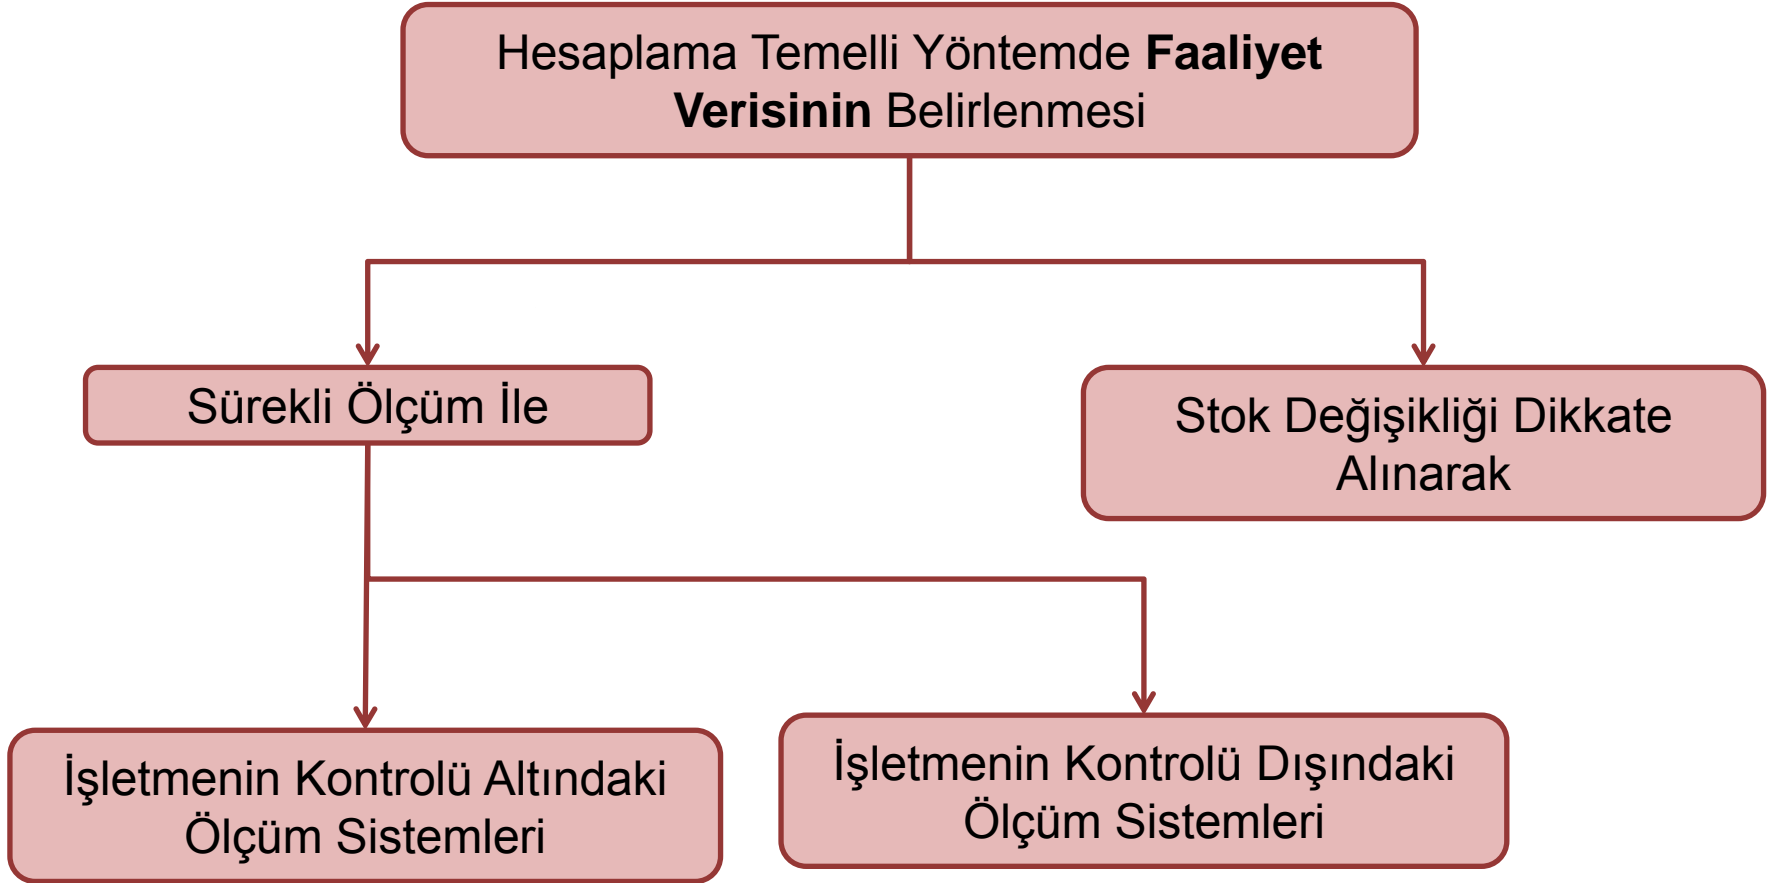 Hesaplama Temelli Yöntemde Faaliyet
Verisinin Belirlenmesi
Sürekli Ölçüm İle
Stok Değişikliği Dikkate
Alınarak
İşletmenin Kontrolü Altındaki
Ölçüm Sistemleri
İşletmenin Kontrolü Dışındaki
Ölçüm Sistemleri